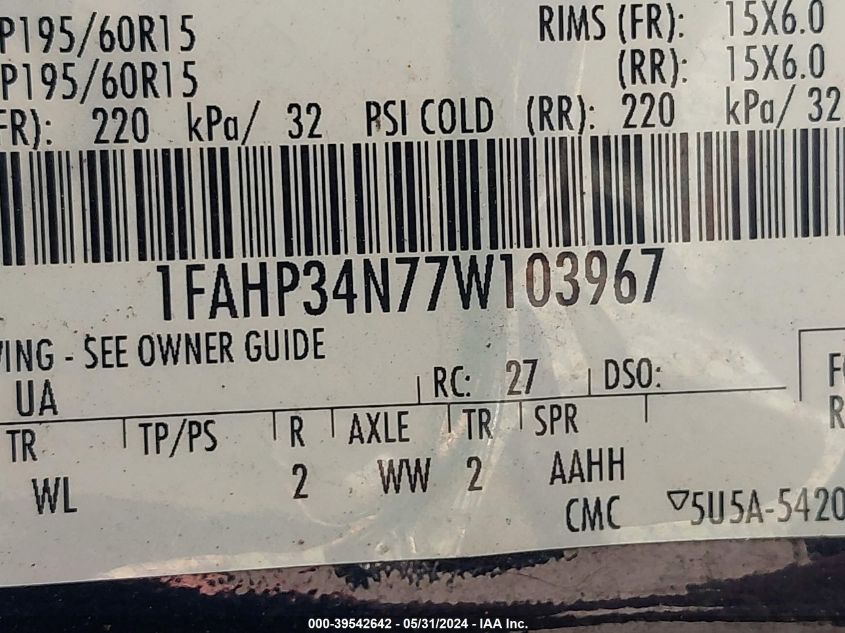 P195/60R15 RIMS (FR): 15X6.0
P195/60R15 (RR): 15X6.0
FR): 220 kPa/ 32 PSI COLD (RR): 220 kPa/ 32
1FAHP34N77W103967
- SEE OWNER GUIDE
UA RC: 27 DSO:
TR TP/PS R AXLE TR SPR
WL 2 WW 2 AAHH
CMC ▽5U5A-5420
000-39542642 - 05/31/2024 - IAA Inc.